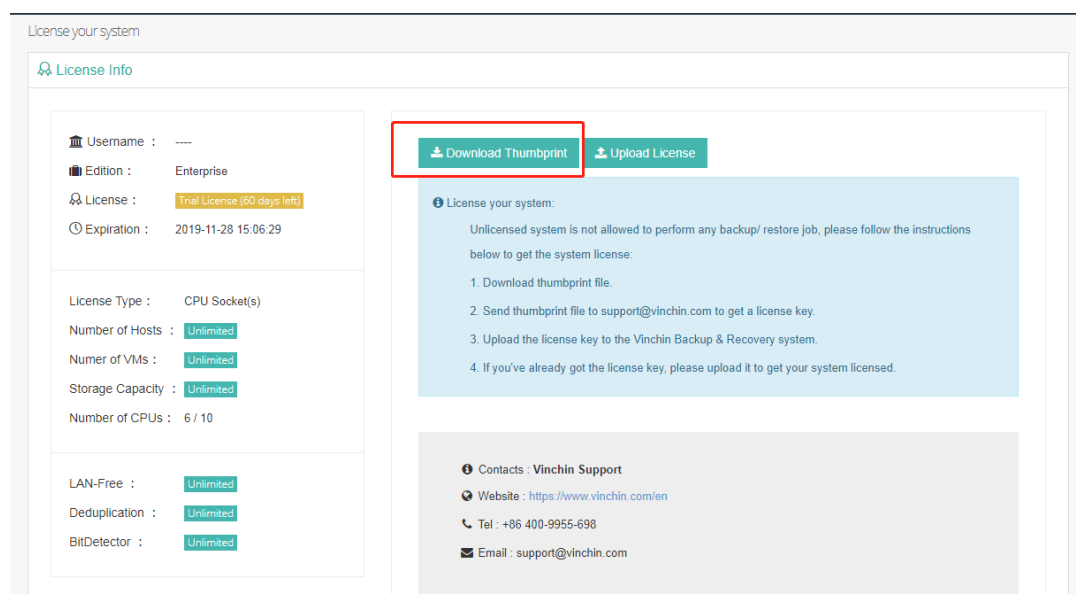 License your system
License Info
Username : ----
Edition : Enterprise
License : Trial License (60 days left)
Expiration : 2019-11-28 15:06:29
License Type : CPU Socket(s)
Number of Hosts : Unlimited
Numer of VMs : Unlimited
Storage Capacity : Unlimited
Number of CPUs : 6 / 10
LAN-Free : Unlimited
Deduplication : Unlimited
BitDetector : Unlimited
Download Thumbprint Upload License
License your system:
Unlicensed system is not allowed to perform any backup/ restore job, please follow the instructions
below to get the system license:
1. Download thumbprint file.
2. Send thumbprint file to support@vinchin.com to get a license key.
3. Upload the license key to the Vinchin Backup & Recovery system.
4. If you've already got the license key, please upload it to get your system licensed.
Contacts : Vinchin Support
Website : https://www.vinchin.com/en
Tel : +86 400-9955-698
Email : support@vinchin.com